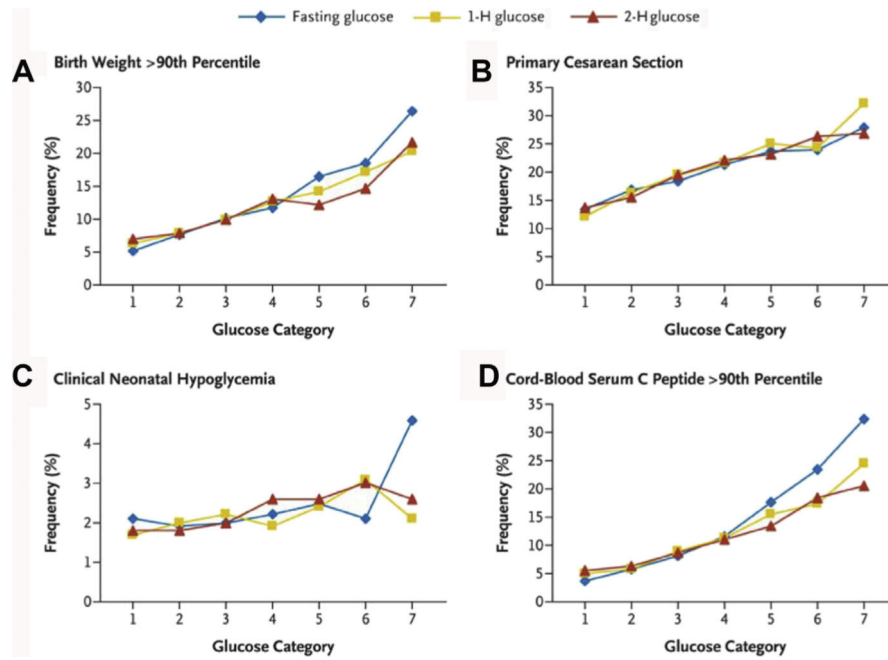 Fasting glucose 1-H glucose 2-H glucose
A Birth Weight >90th Percentile
30
25
20
15
10
5
0
Frequency (%)
1 2 3 4 5 6 7
Glucose Category
B Primary Cesarean Section
35
30
25
20
15
10
5
0
Frequency (%)
1 2 3 4 5 6 7
Glucose Category
C Clinical Neonatal Hypoglycemia
5
4
3
2
1
0
Frequency (%)
1 2 3 4 5 6 7
Glucose Category
D Cord-Blood Serum C Peptide >90th Percentile
35
30
25
20
15
10
5
0
Frequency (%)
1 2 3 4 5 6 7
Glucose Category